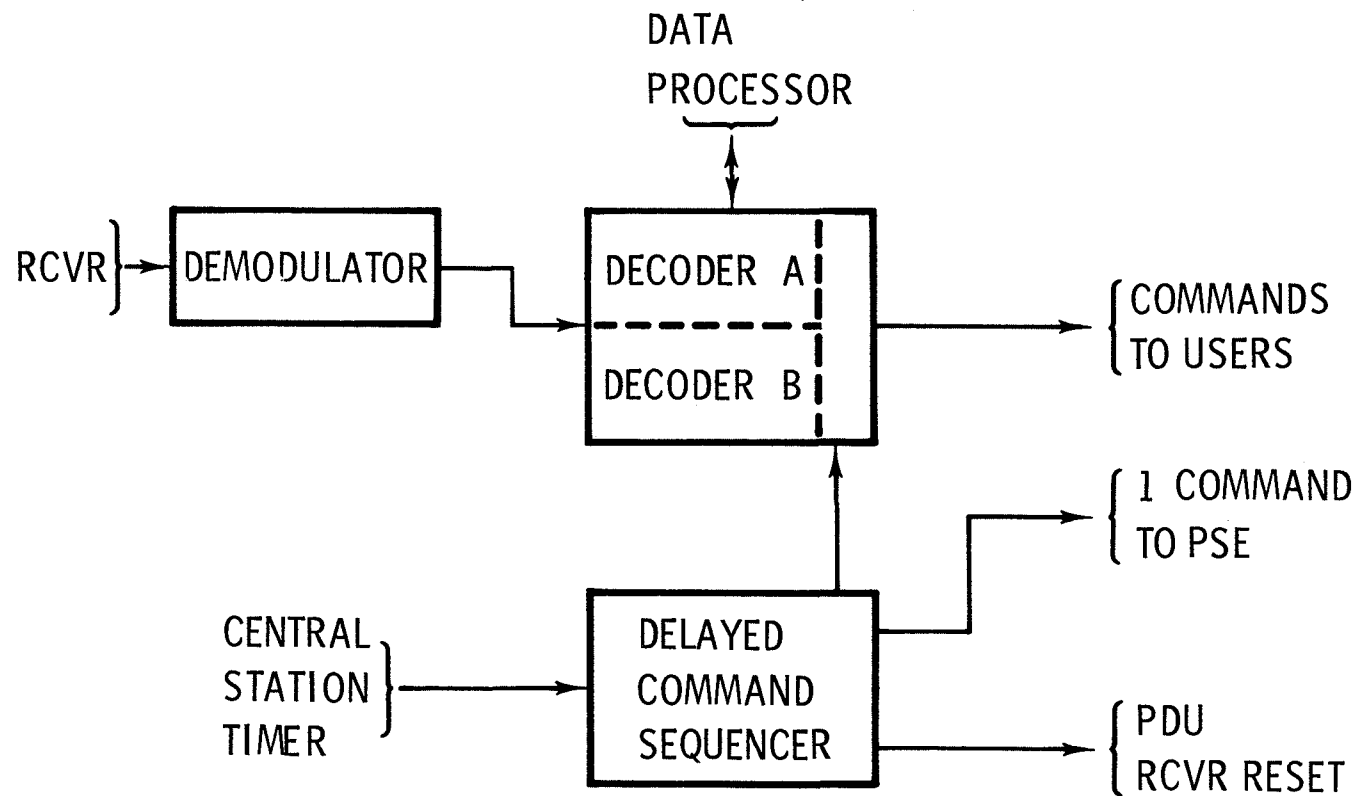 DATA
PROCESSOR
RCVR
DEMODULATOR
DECODER A
DECODER B
COMMANDS
TO USERS
1 COMMAND
TO PSE
CENTRAL
STATION
TIMER
DELAYED
COMMAND
SEQUENCER
PDU
RCVR RESET